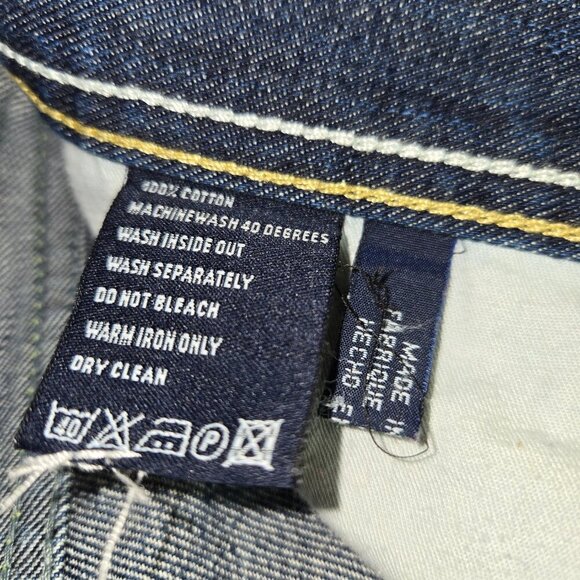 100% COTTON
MACHINEWASH 40 DEGREES
WASH INSIDE OUT
WASH SEPARATELY
DO NOT BLEACH
WARM IRON ONLY
DRY CLEAN
40 P
MADE
FABRIQUE
HECHO